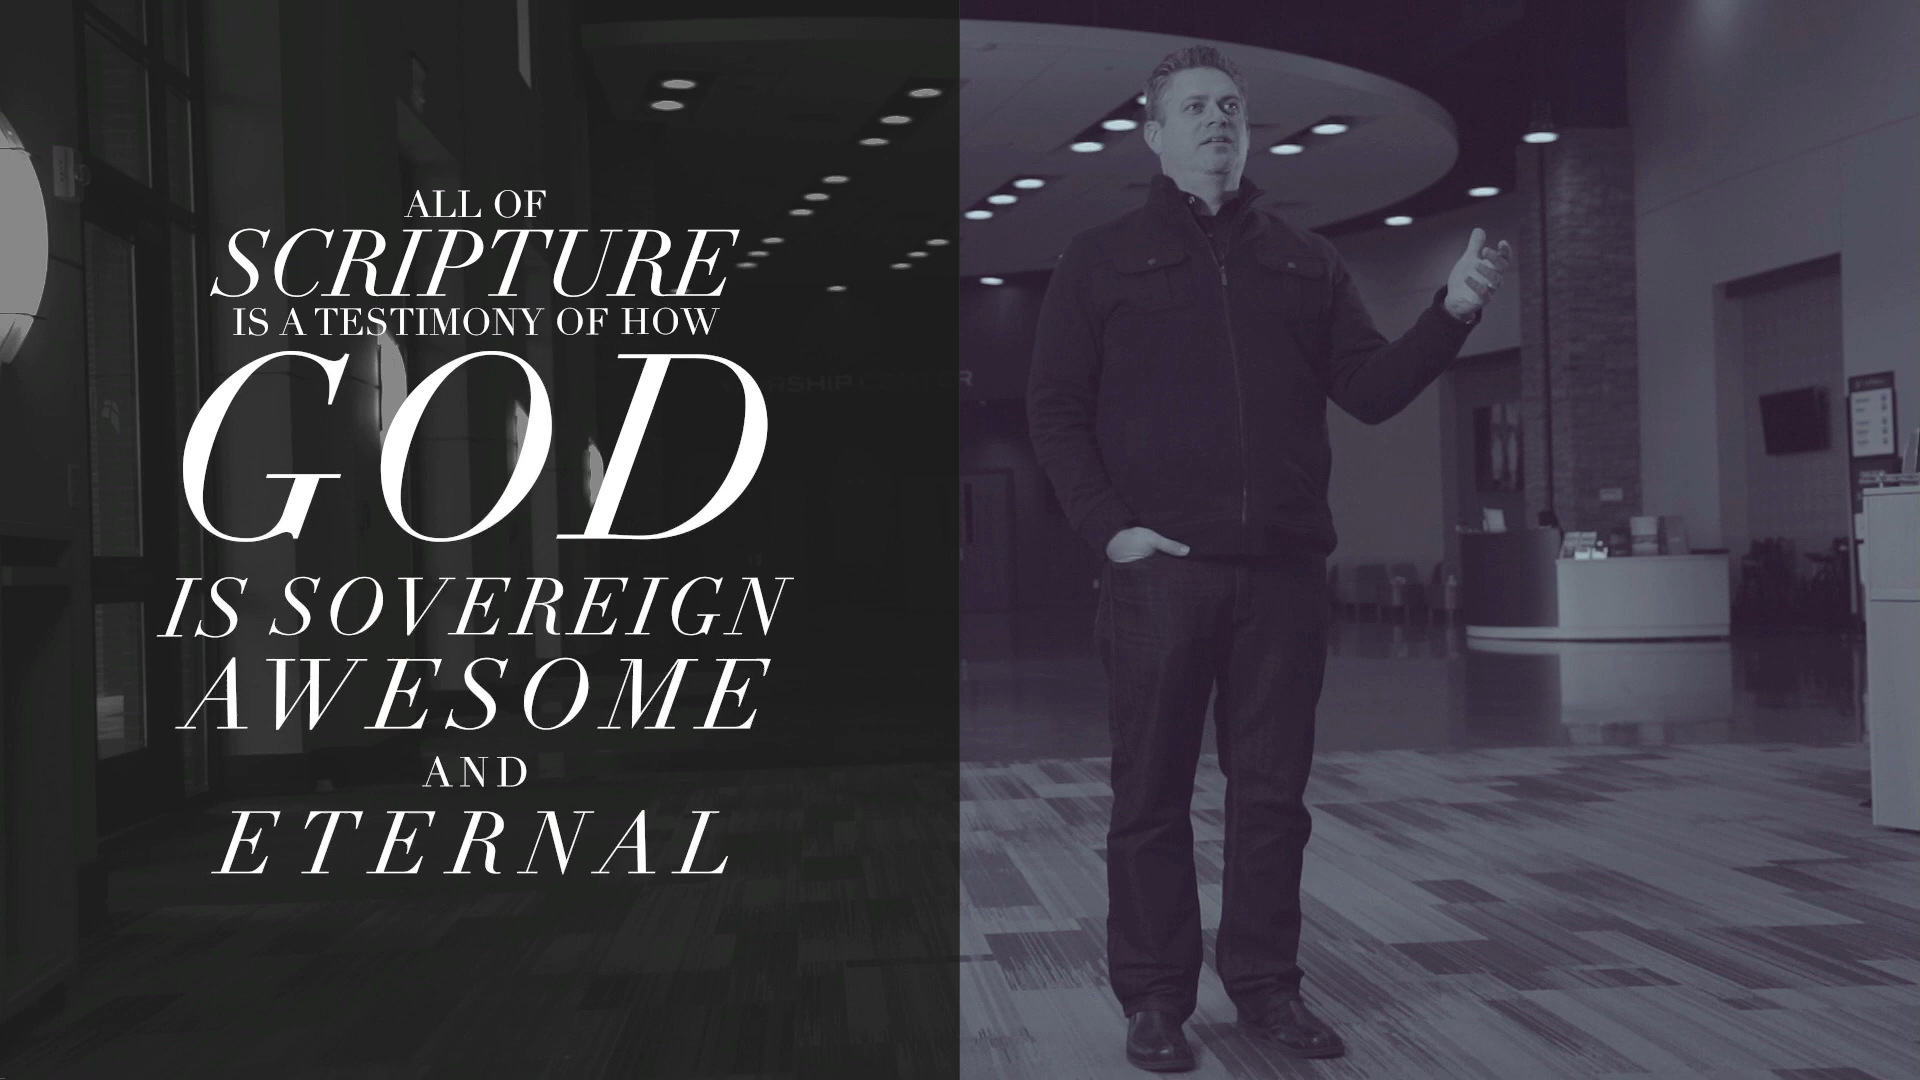 ALL OF
SCRIPTURE
IS A TESTIMONY OF HOW
GOD
IS SOVEREIGN
AWESOME
AND
ETERNAL